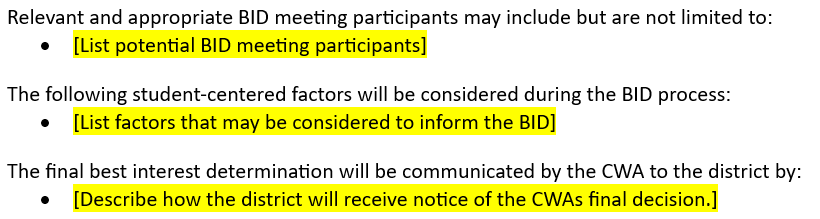 Relevant and appropriate BID meeting participants may include but are not limited to:
• [List potential BID meeting participants]
The following student-centered factors will be considered during the BID process:
• [List factors that may be considered to inform the BID]
The final best interest determination will be communicated by the CWA to the district by:
• [Describe how the district will receive notice of the CWAs final decision.]